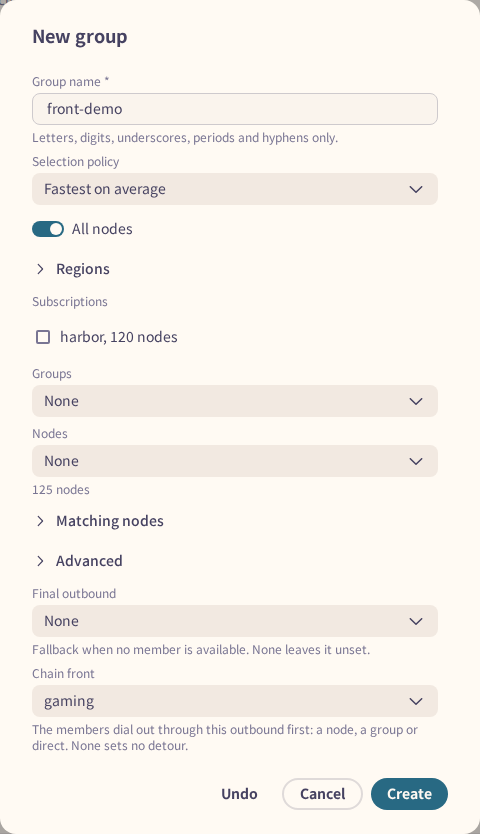 New group
Group name *
front-demo
Letters, digits, underscores, periods and hyphens only.
Selection policy
Fastest on average
All nodes
Regions
Subscriptions
harbor, 120 nodes
Groups
None
Nodes
None
125 nodes
Matching nodes
Advanced
Final outbound
None
Fallback when no member is available. None leaves it unset.
Chain front
gaming
The members dial out through this outbound first: a node, a group or
direct. None sets no detour.
Undo
Cancel
Create